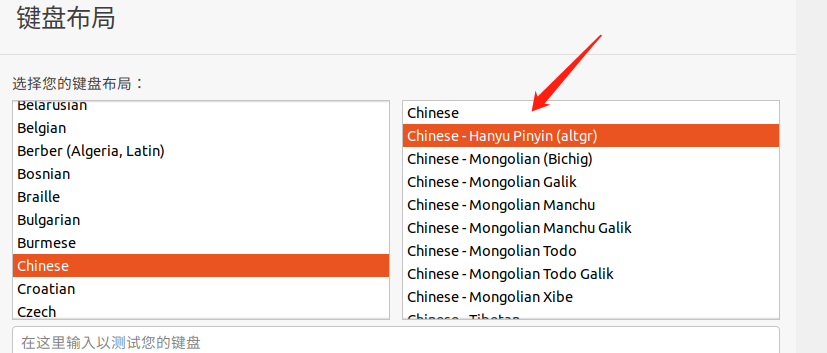 键盘布局
选择您的键盘布局：
Belarusian
Belgian
Berber (Algeria, Latin)
Bosnian
Braille
Bulgarian
Burmese
Chinese
Croatian
Czech
Chinese
Chinese - Hanyu Pinyin (altgr)
Chinese - Mongolian (Bichig)
Chinese - Mongolian Galik
Chinese - Mongolian Manchu
Chinese - Mongolian Manchu Galik
Chinese - Mongolian Todo
Chinese - Mongolian Todo Galik
Chinese - Mongolian Xibe
Chinese - Tibetan
在这里输入以测试您的键盘